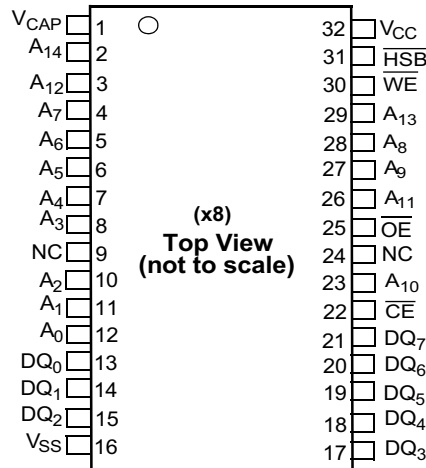 VCAP 1 32 VCC
A14 2 31 HSB
A12 3 30 WE
A7 4 29 A13
A6 5 28 A8
A5 6 27 A9
A4 7 26 A11
A3 8 (x8) 25 OE
NC 9 Top View 24 NC
A2 10 (not to scale) 23 A10
A1 11 22 CE
A0 12 21 DQ7
DQ0 13 20 DQ6
DQ1 14 19 DQ5
DQ2 15 18 DQ4
VSS 16 17 DQ3